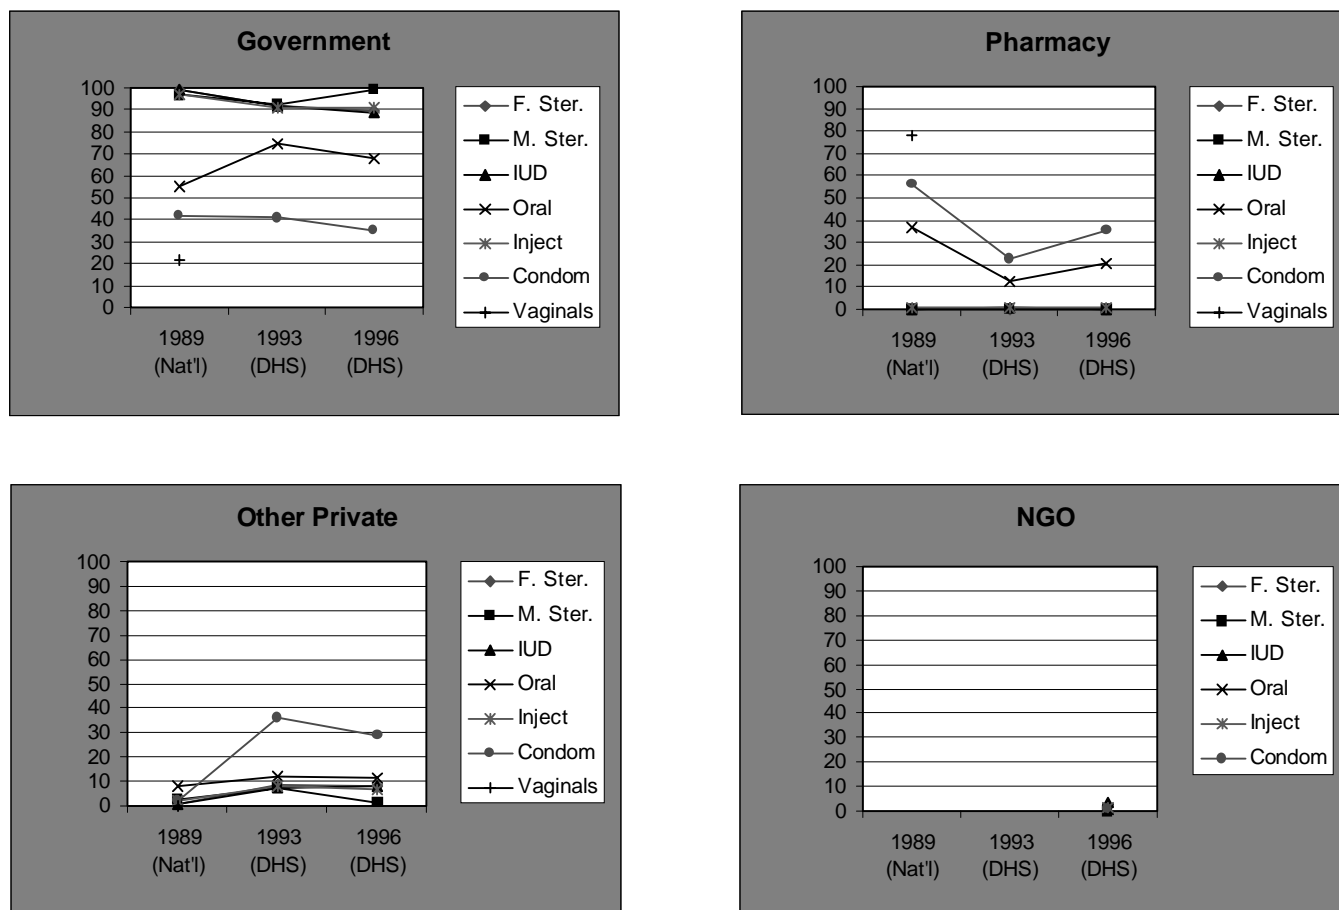 Government
100
90
80
70
60
50
40
30
20
10
0
1989
(Nat'l)
1993
(DHS)
1996
(DHS)
F. Ster.
M. Ster.
IUD
Oral
Inject
Condom
Vaginals
Pharmacy
100
90
80
70
60
50
40
30
20
10
0
1989
(Nat'l)
1993
(DHS)
1996
(DHS)
F. Ster.
M. Ster.
IUD
Oral
Inject
Condom
Vaginals
Other Private
100
90
80
70
60
50
40
30
20
10
0
1989
(Nat'l)
1993
(DHS)
1996
(DHS)
F. Ster.
M. Ster.
IUD
Oral
Inject
Condom
Vaginals
NGO
100
90
80
70
60
50
40
30
20
10
0
1989
(Nat'l)
1993
(DHS)
1996
(DHS)
F. Ster.
M. Ster.
IUD
Oral
Inject
Condom